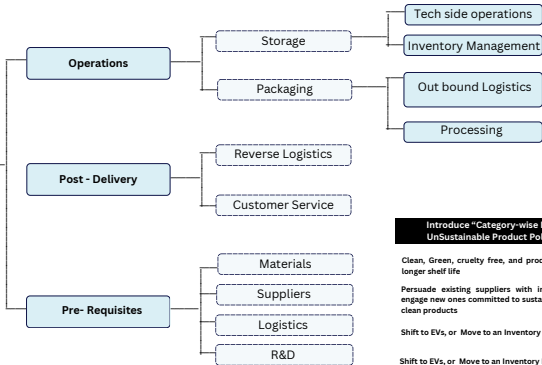 Operations
Storage
Tech side operations
Inventory Management
Packaging
Out bound Logistics
Processing
Post - Delivery
Reverse Logistics
Customer Service
Pre- Requisites
Materials
Suppliers
Logistics
R&D
Introduce “Category-wise
UnSustainable Product
Clean, Green, cruelty free, and
longer shelf life
Persuade existing suppliers with
engage new ones committed to
clean products
Shift to EVs, or Move to an Inventory
Shift to EVs, or Move to an Inventory